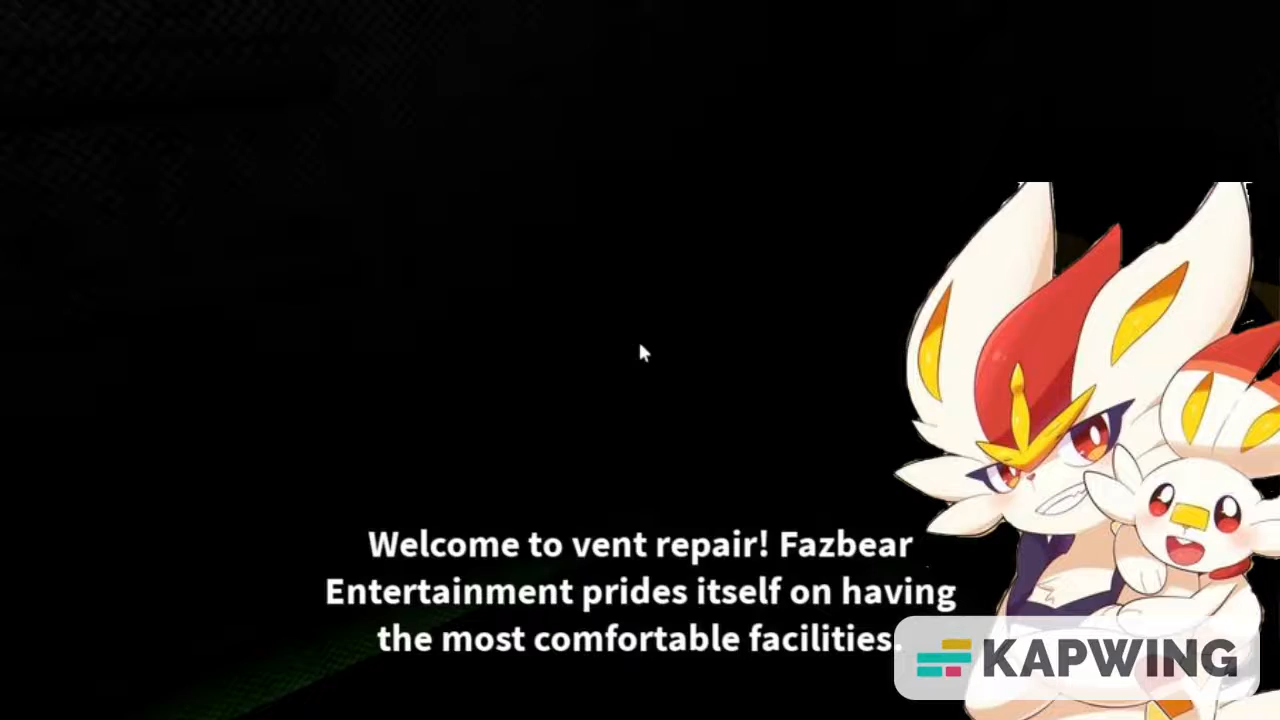 Welcome to vent repair! Fazbear
Entertainment prides itself on having
the most comfortable facilities.
KAPWING